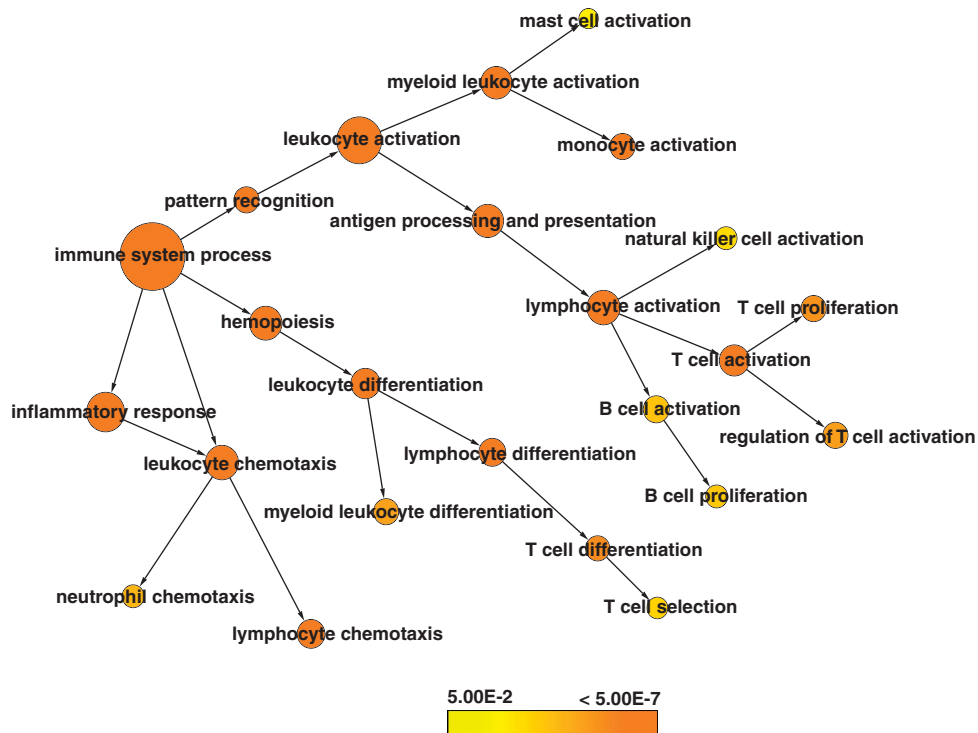 mast cell activation
myeloid leukocyte activation
leukocyte activation
monocyte activation
pattern recognition
antigen processing and presentation
natural killer cell activation
immune system process
lymphocyte activation
T cell proliferation
hemopoiesis
T cell activation
leukocyte differentiation
inflammatory response
B cell activation
regulation of T cell activation
lymphocyte differentiation
leukocyte chemotaxis
B cell proliferation
myeloid leukocyte differentiation
T cell differentiation
neutrophil chemotaxis
T cell selection
lymphocyte chemotaxis
5.00E-2 < 5.00E-7